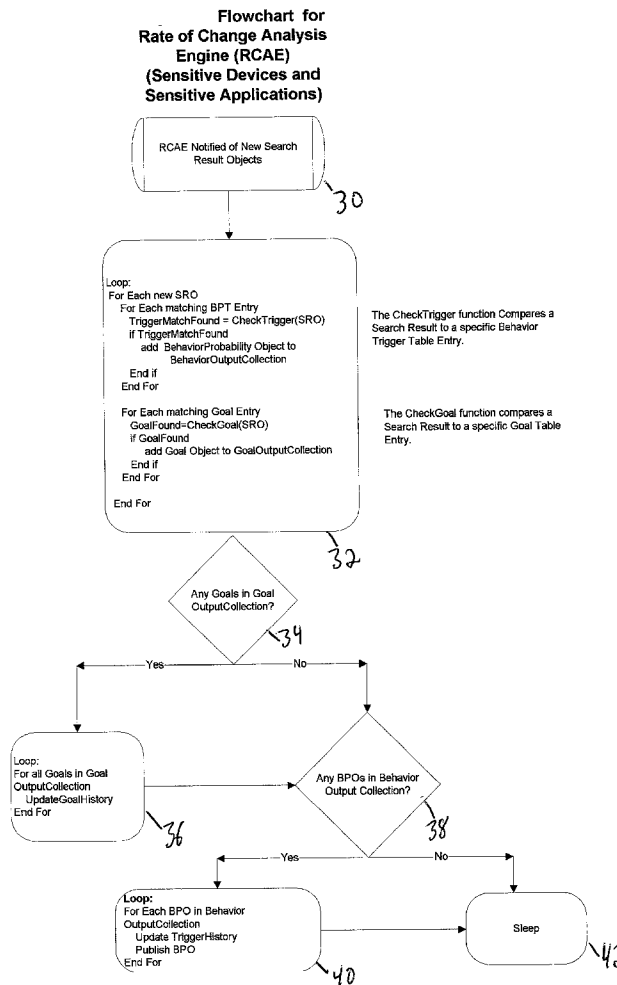 Flowchart for
Rate of Change Analysis
Engine (RCAE)
(Sensitive Devices and
Sensitive Applications)
RCAE Notified of New Search
Result Objects
30
Loop:
For Each new SRO
For Each matching BPT Entry
TriggerMatchFound = CheckTrigger(SRO)
if TriggerMatchFound
add BehaviorProbability Object to
BehaviorOutputCollection
End if
End For
For Each matching Goal Entry
GoalFound=CheckGoal(SRO)
if GoalFound
add Goal Object to GoalOutputCollection
End if
End For
End For
The CheckTrigger function Compares a
Search Result to a specific Behavior
Trigger Table Entry.
The CheckGoal function compares a
Search Result to a specific Goal Table
Entry.
32
Any Goals in Goal
OutputCollection?
34
Yes
No
Loop:
For all Goals in Goal
OutputCollection
UpdateGoalHistory
End For
36
Any BPOs in Behavior
Output Collection?
38
Yes
No
Loop:
For Each BPO in Behavior
OutputCollection
Update TriggerHistory
Publish BPO
End For
40
Sleep